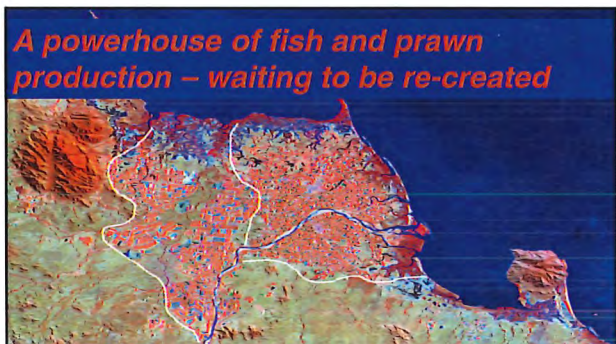 A powerhouse of fish and prawn
production – waiting to be re-created